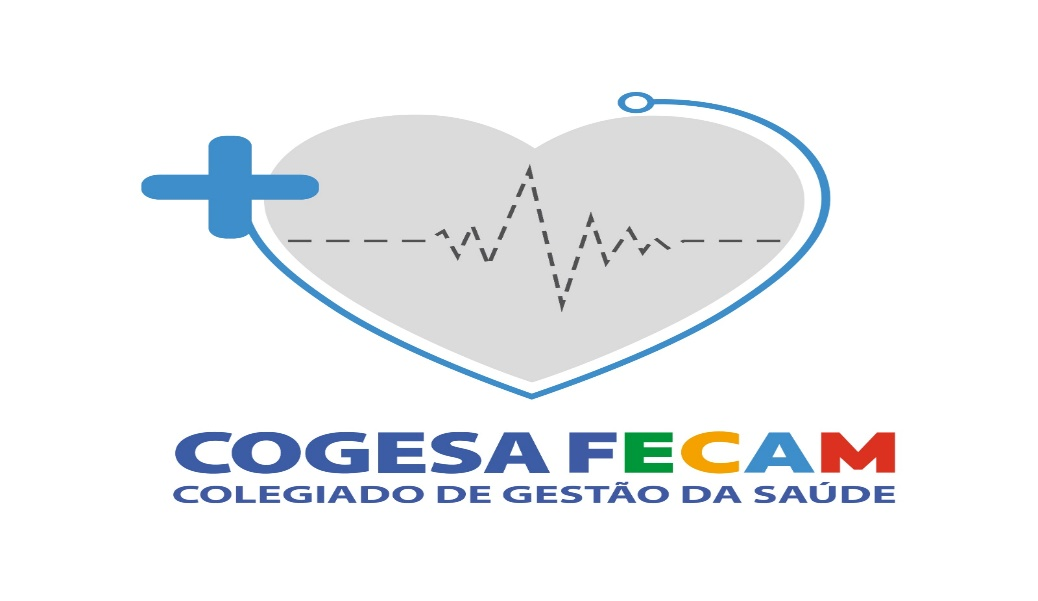 COGESA FECAM
COLEGIADO DE GESTÃO DA SAÚDE